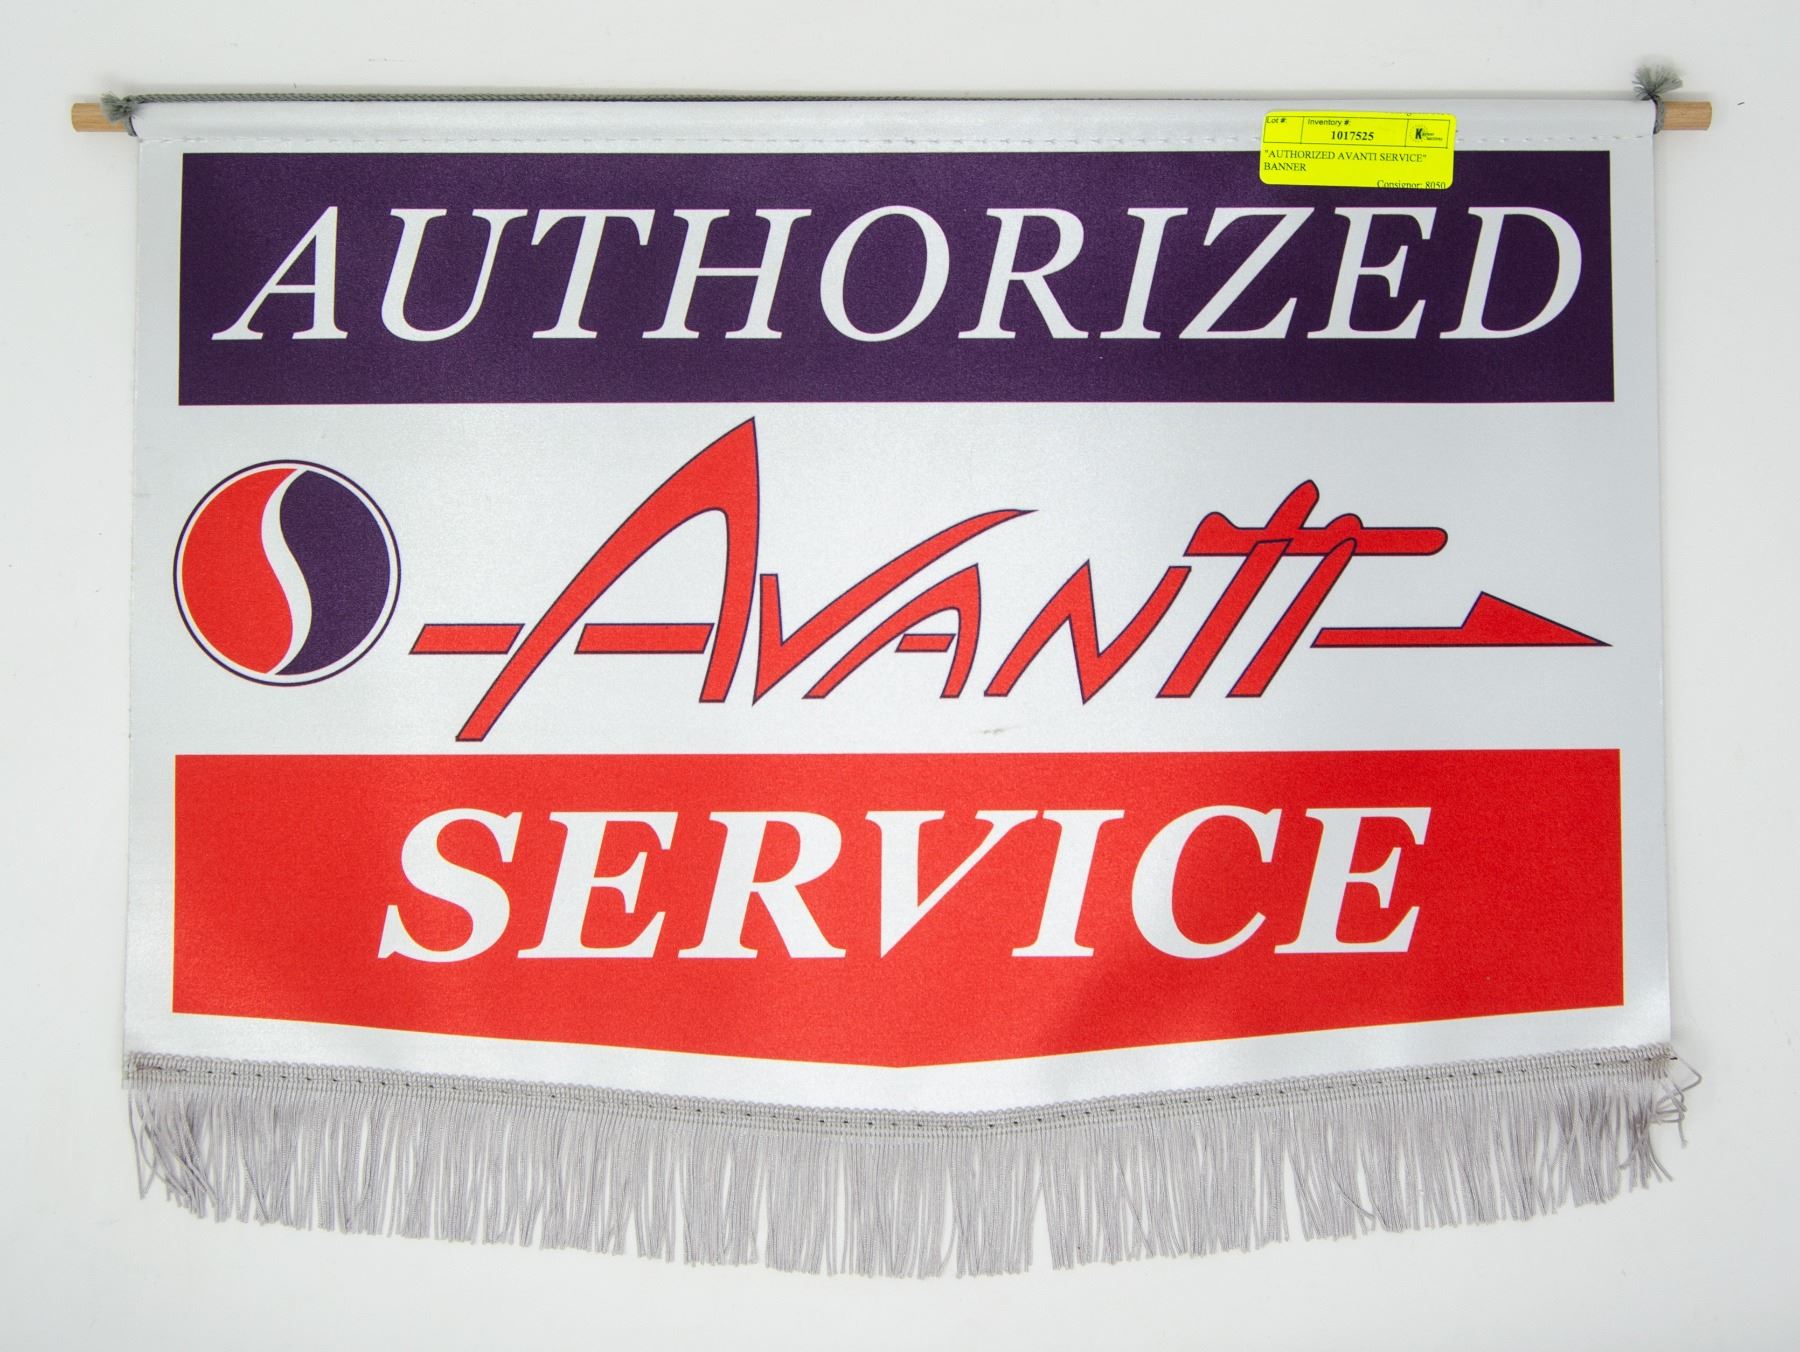 Lot #: Inventory #:
1017525
"AUTHORIZED AVANTI SERVICE"
BANNER
Consignor: 8050
AUTHORIZED
Avanti
SERVICE